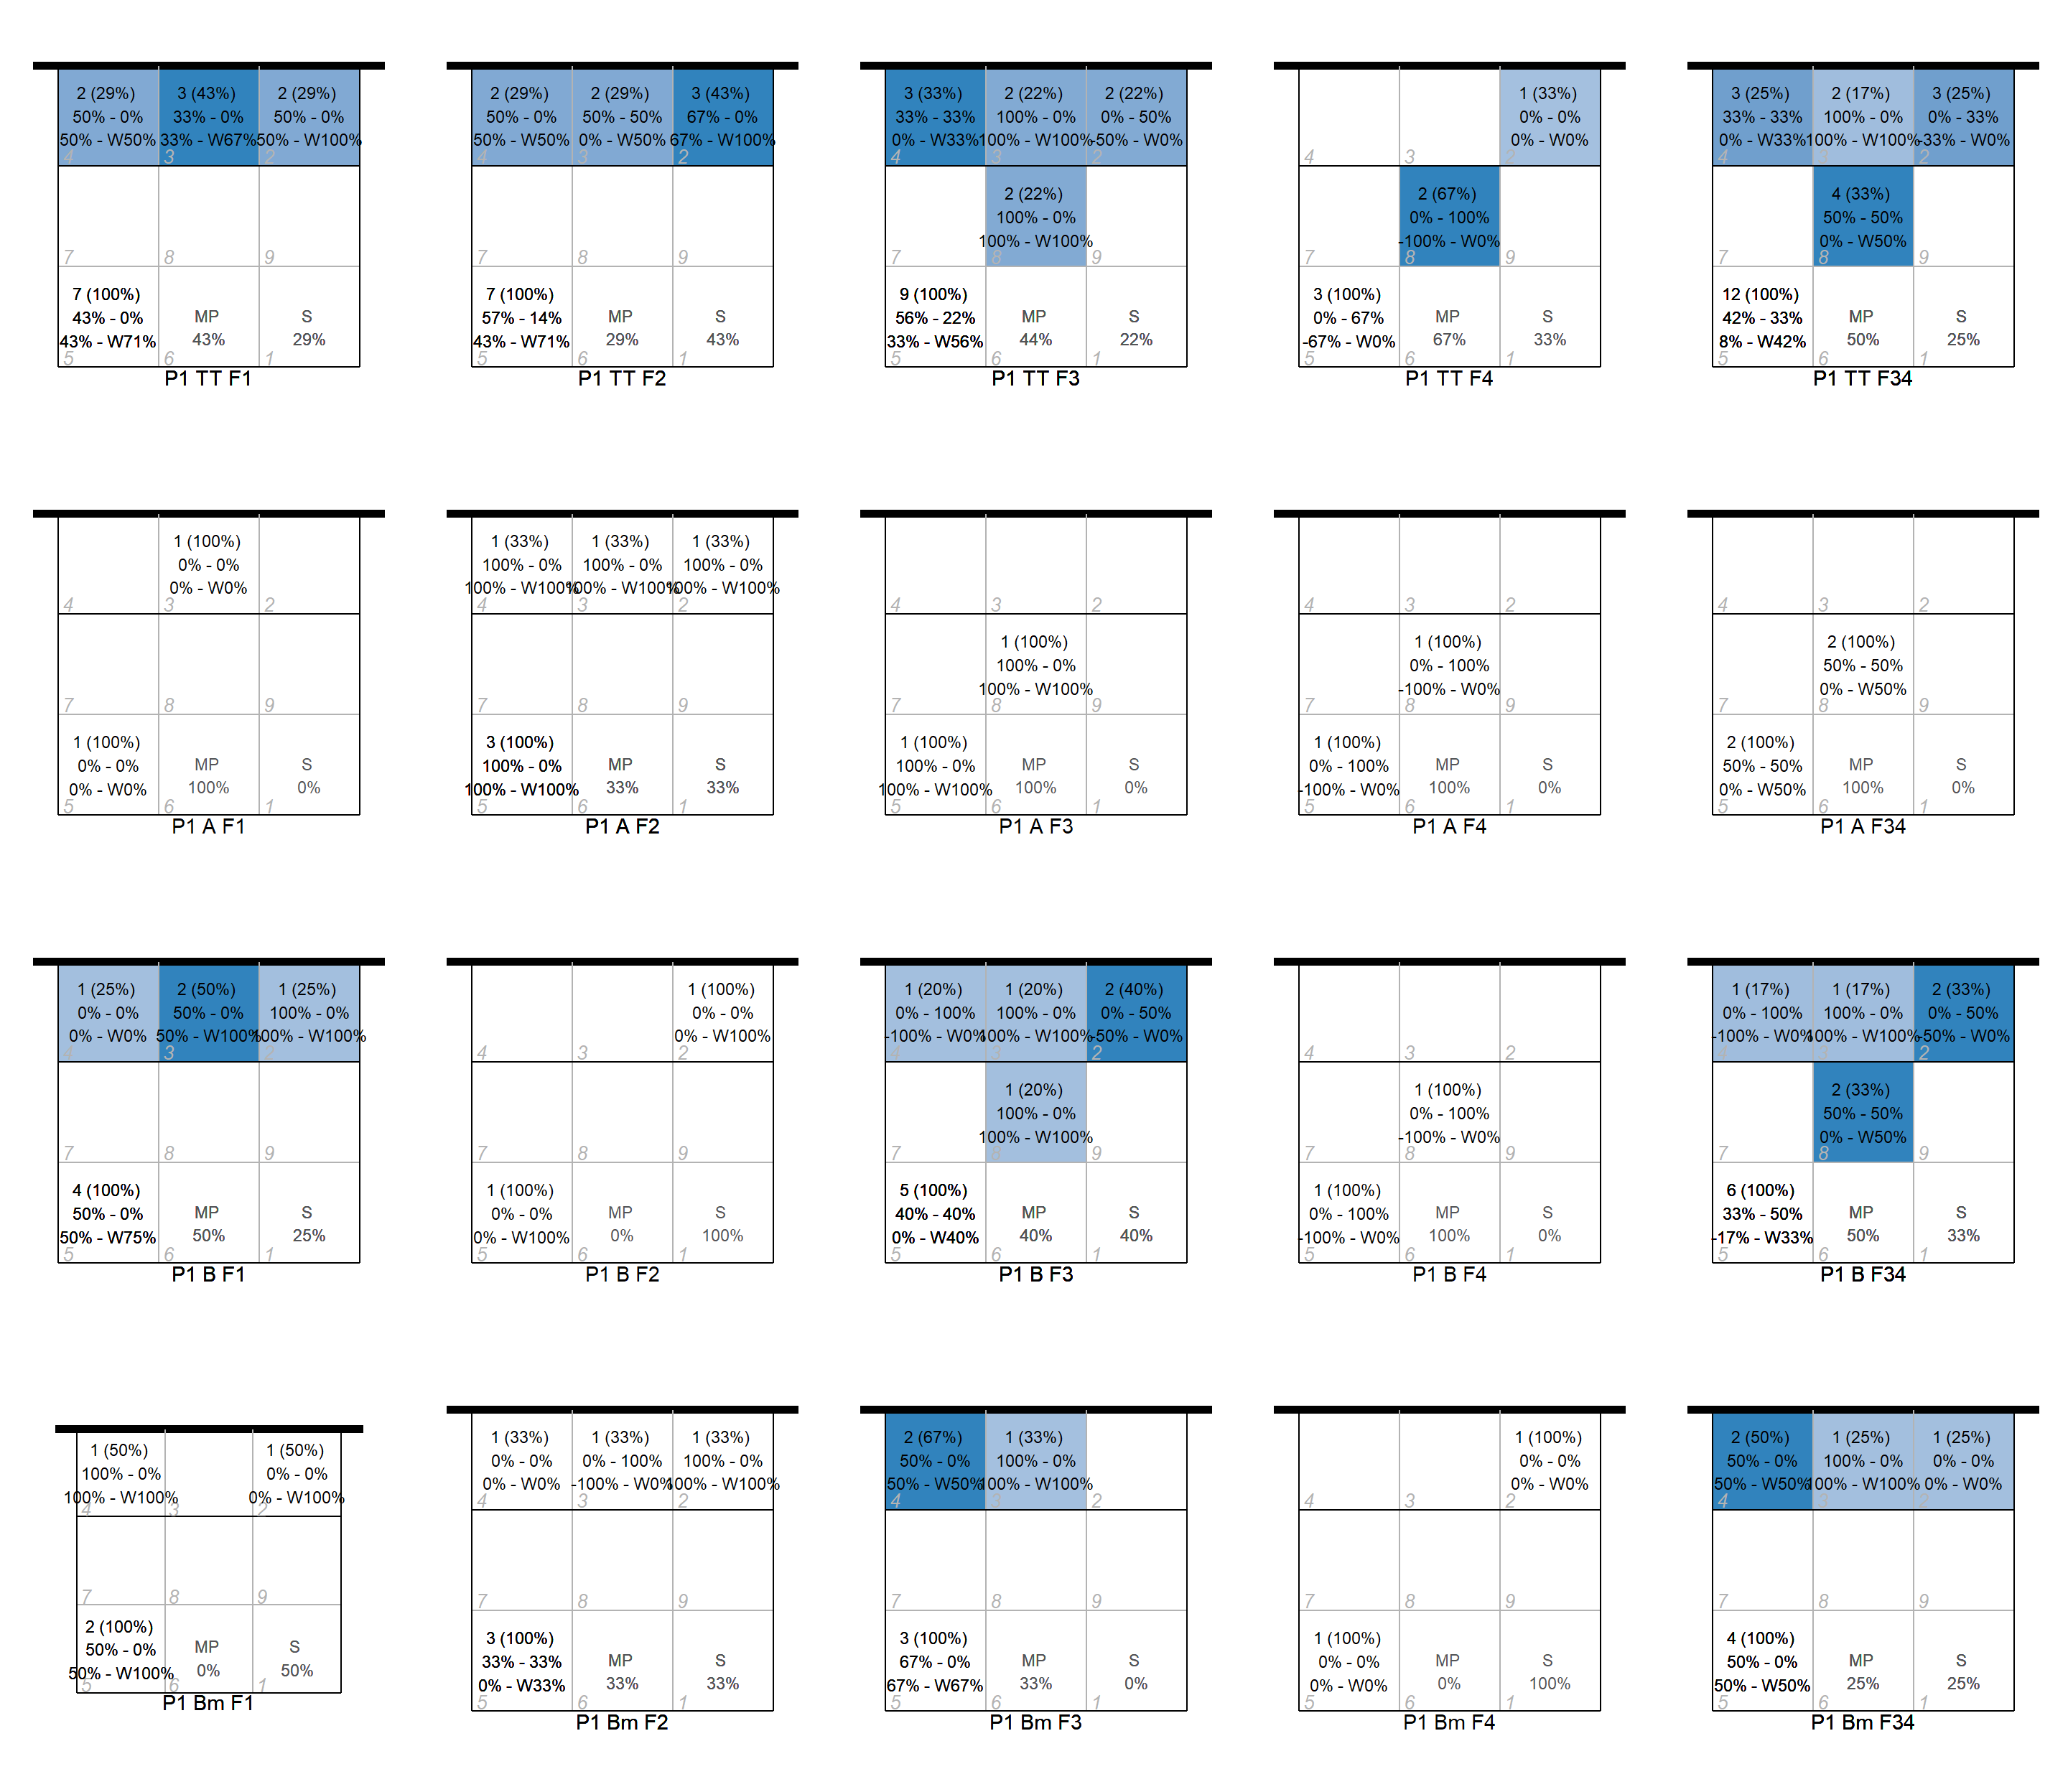 2 (29%) 3 (43%) 2 (29%)
50% - 0% 33% - 0% 50% - 0%
50% - W50% 33% - W67% 50% - W100%
4 3 2
7 8 9
7 (100%)
43% - 0% MP S
43% - W71% 43% 29%
5 6 1
P1 TT F1
2 (29%) 2 (29%) 3 (43%)
50% - 0% 50% - 50% 67% - 0%
50% - W50% 0% - W50% 67% - W100%
4 3 2
7 8 9
7 (100%)
57% - 14% MP S
43% - W71% 29% 43%
5 6 1
P1 TT F2
3 (33%) 2 (22%) 2 (22%)
33% - 33% 100% - 0% 0% - 50%
0% - W33% 100% - W100% -50% - W0%
4 3 2
2 (22%)
100% - 0%
100% - W100%
7 8 9
9 (100%)
56% - 22% MP S
33% - W56% 44% 22%
5 6 1
P1 TT F3
1 (33%)
0% - 0%
0% - W0%
4 3 2
2 (67%)
0% - 100%
-100% - W0%
7 8 9
3 (100%)
0% - 67% MP S
-67% - W0% 67% 33%
5 6 1
P1 TT F4
3 (25%) 2 (17%) 3 (25%)
33% - 33% 100% - 0% 0% - 33%
0% - W33% 100% - W100% -33% - W0%
4 3 2
4 (33%)
50% - 50%
0% - W50%
7 8 9
12 (100%)
42% - 33% MP S
8% - W42% 50% 25%
5 6 1
P1 TT F34
1 (100%)
0% - 0%
0% - W0%
4 3 2
7 8 9
1 (100%)
0% - 0% MP S
0% - W0% 100% 0%
5 6 1
P1 A F1
1 (33%) 1 (33%) 1 (33%)
100% - 0% 100% - 0% 100% - 0%
100% - W100% 100% - W100% 100% - W100%
4 3 2
7 8 9
3 (100%)
100% - 0% MP S
100% - W100% 33% 33%
5 6 1
P1 A F2
4 3 2
1 (100%)
100% - 0%
100% - W100%
7 8 9
1 (100%)
100% - 0% MP S
100% - W100% 100% 0%
5 6 1
P1 A F3
4 3 2
1 (100%)
0% - 100%
-100% - W0%
7 8 9
1 (100%)
0% - 100% MP S
-100% - W0% 100% 0%
5 6 1
P1 A F4
4 3 2
2 (100%)
50% - 50%
0% - W50%
7 8 9
2 (100%)
50% - 50% MP S
0% - W50% 100% 0%
5 6 1
P1 A F34
1 (25%) 2 (50%) 1 (25%)
0% - 0% 50% - 0% 100% - 0%
0% - W0% 50% - W100% 100% - W100%
4 3 2
7 8 9
4 (100%)
50% - 0% MP S
50% - W75% 50% 25%
5 6 1
P1 B F1
1 (100%)
0% - 0%
0% - W100%
4 3 2
7 8 9
1 (100%)
0% - 0% MP S
0% - W100% 0% 100%
5 6 1
P1 B F2
1 (20%) 1 (20%) 2 (40%)
0% - 100% 100% - 0% 0% - 50%
-100% - W0% 100% - W100% -50% - W0%
4 3 2
1 (20%)
100% - 0%
100% - W100%
7 8 9
5 (100%)
40% - 40% MP S
0% - W40% 40% 40%
5 6 1
P1 B F3
4 3 2
1 (100%)
0% - 100%
-100% - W0%
7 8 9
1 (100%)
0% - 100% MP S
-100% - W0% 100% 0%
5 6 1
P1 B F4
1 (17%) 1 (17%) 2 (33%)
0% - 100% 100% - 0% 0% - 50%
-100% - W0% 100% - W100% -50% - W0%
4 3 2
2 (33%)
50% - 50%
0% - W50%
7 8 9
6 (100%)
33% - 50% MP S
-17% - W33% 50% 33%
5 6 1
P1 B F34
1 (50%) 1 (50%)
100% - 0% 0% - 0%
100% - W100% 0% - W100%
4 3 2
7 8 9
2 (100%)
50% - 0% MP S
50% - W100% 0% 50%
5 6 1
P1 Bm F1
1 (33%) 1 (33%) 1 (33%)
0% - 0% 0% - 100% 100% - 0%
0% - W0% -100% - W0% 100% - W100%
4 3 2
7 8 9
3 (100%)
33% - 33% MP S
0% - W33% 33% 33%
5 6 1
P1 Bm F2
2 (67%) 1 (33%)
50% - 0% 100% - 0%
50% - W50% 100% - W100%
4 3 2
7 8 9
3 (100%)
67% - 0% MP S
67% - W67% 33% 0%
5 6 1
P1 Bm F3
1 (100%)
0% - 0%
0% - W0%
4 3 2
7 8 9
1 (100%)
0% - 0% MP S
0% - W0% 0% 100%
5 6 1
P1 Bm F4
2 (50%) 1 (25%) 1 (25%)
50% - 0% 100% - 0% 0% - 0%
50% - W50% 100% - W100% 0% - W0%
4 3 2
7 8 9
4 (100%)
50% - 0% MP S
50% - W50% 25% 25%
5 6 1
P1 Bm F34